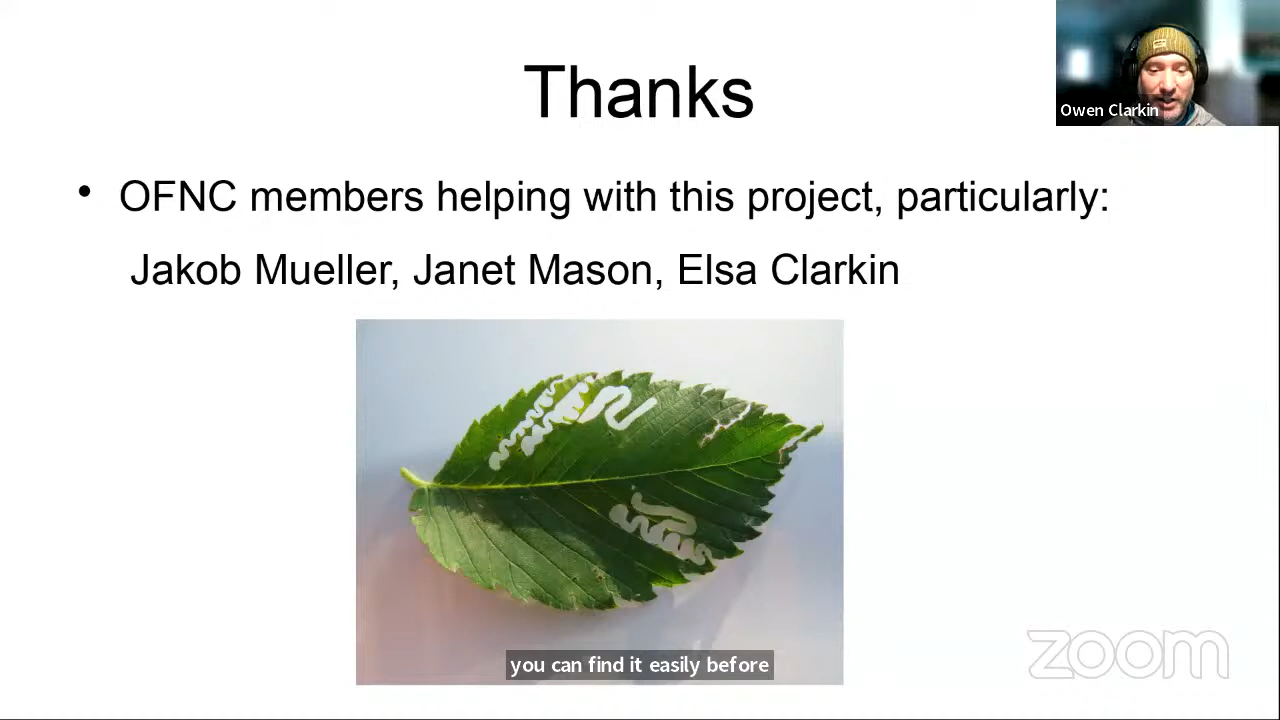 Thanks
Owen Clarkin
• OFNC members helping with this project, particularly:
Jakob Mueller, Janet Mason, Elsa Clarkin
you can find it easily before
zoom